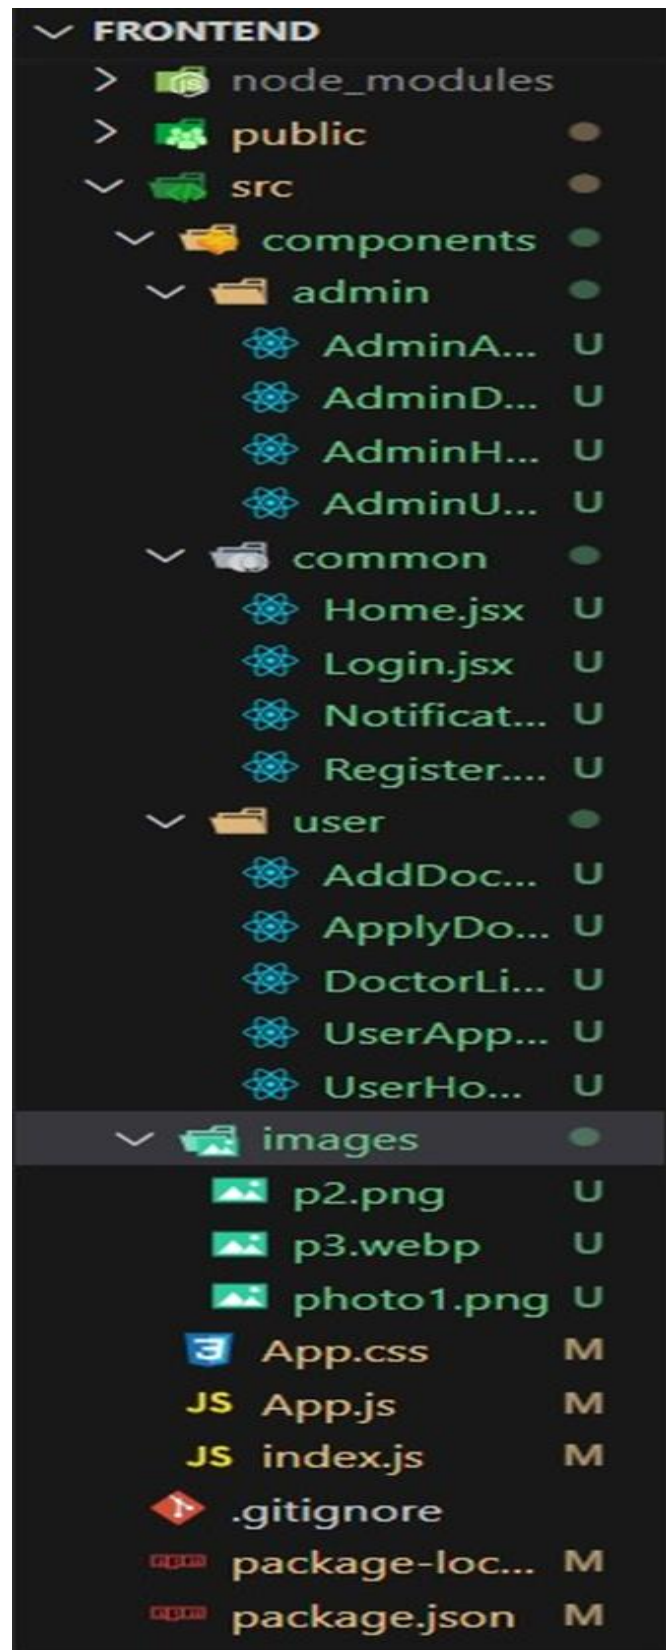 FRONTEND
node_modules
public
src
components
admin
AdminA... U
AdminD... U
AdminH... U
AdminU... U
common
Home.jsx U
Login.jsx U
Notificat... U
Register.... U
user
AddDoc... U
ApplyDo... U
DoctorLi... U
UserApp... U
UserHo... U
images
p2.png U
p3.webp U
photo1.png U
App.css M
JS App.js M
JS index.js M
.gitignore
package-loc... M
package.json M